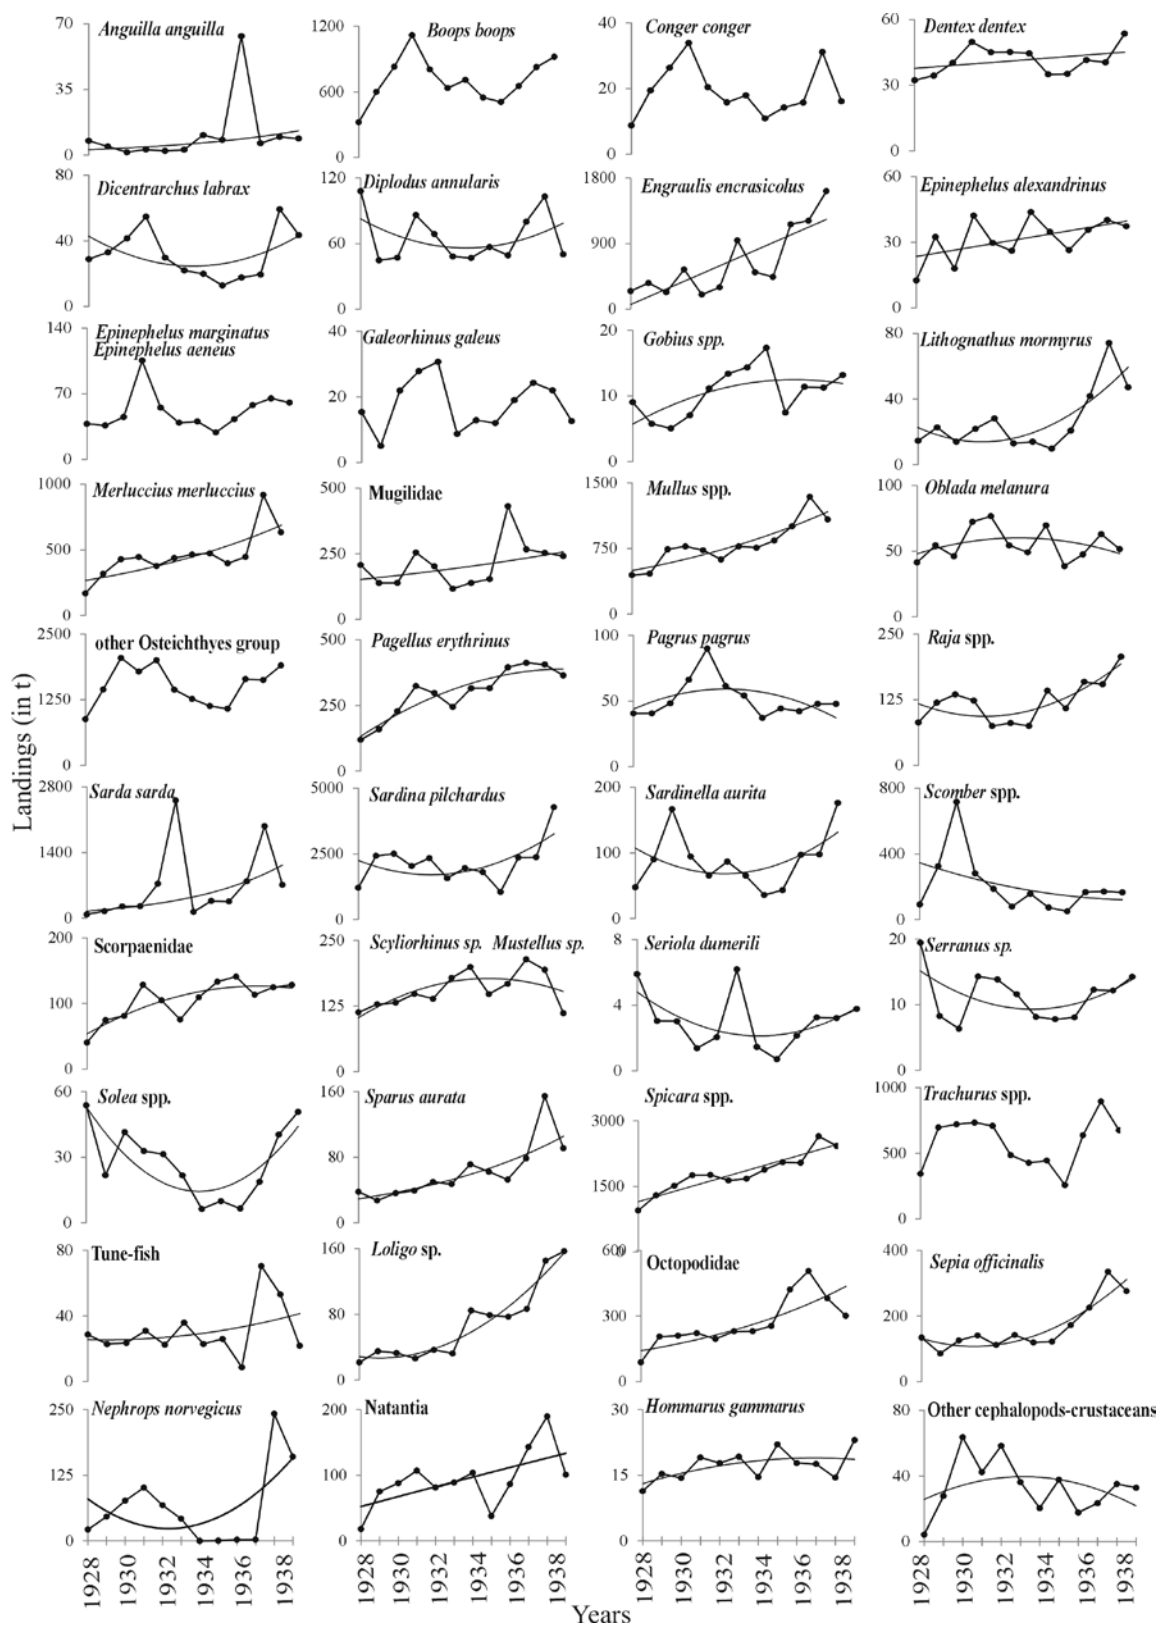 Anguilla anguilla
70
35
0
Boops boops
1200
600
0
Conger conger
40
20
0
Dentex dentex
60
30
0
Dicentrarchus labrax
80
40
0
Diplodus annularis
120
60
0
Engraulis encrasicolus
1800
900
0
Epinephelus alexandrinus
60
30
0
Epinephelus marginatus
Epinephelus aeneus
140
70
0
Galeorhinus galeus
40
20
0
Gobius spp.
20
10
0
Lithognathus mormyrus
80
40
0
Merluccius merluccius
1000
500
0
Mugilidae
500
250
0
Mullus spp.
1500
750
0
Oblada melanura
100
50
0
other Osteichthyes group
2500
1250
0
Pagellus erythrinus
500
250
0
Pagrus pagrus
100
50
0
Raja spp.
250
125
0
Landings (in t)
Sarda sarda
2800
1400
0
Sardina pilchardus
5000
2500
0
Sardinella aurita
200
100
0
Scomber spp.
800
400
0
Scorpaenidae
200
100
0
Scyliorhinus sp. Mustellus sp.
250
125
0
Seriola dumerili
8
4
0
Serranus sp.
20
10
0
Solea spp.
60
30
0
Sparus aurata
160
80
0
Spicara spp.
3000
1500
0
Trachurus spp.
1000
500
0
Tune-fish
80
40
0
Loligo sp.
160
80
0
Octopodidae
600
300
0
Sepia officinalis
400
200
0
Nephrops norvegicus
250
125
0
Natantia
200
100
0
Hommarus gammarus
30
15
0
Other cephalopods-crustaceans
80
40
0
1928 1930 1932 1934 1936 1938
1928 1930 1932 1934 1936 1938
1928 1930 1932 1934 1936 1938
1928 1930 1932 1934 1936 1938
Years